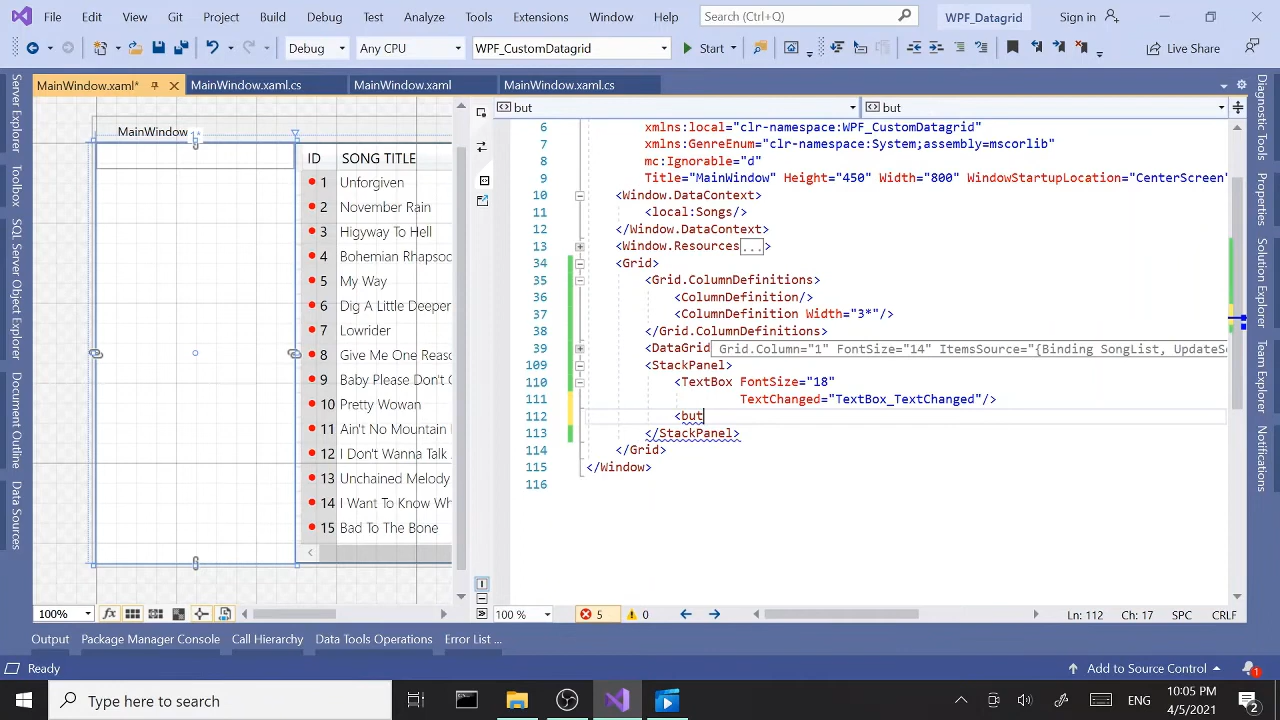 File Edit View Git Project Build Debug Design Format Test Analyze Tools Extensions Window Help Search (Ctrl+Q) WPF_Datagrid Sign in
Debug Any CPU WPF_CustomDatagrid Start Live Share
MainWindow.xaml* MainWindow.xaml.cs MainWindow.xaml MainWindow.xaml.cs
but but
Server Explorer
Toolbox
SQL Server Object Explorer
Document Outline
Data Sources
MainWindow
ID SONG TITLE
1 Unforgiven
2 November Rain
3 Higyway To Hell
4 Bohemian Rhapsoc
5 My Way
6 Dig A Little Deeper
7 Lowrider
8 Give Me One Reaso
9 Baby Please Don't C
10 Pretty Wowan
11 Ain't No Mountain
12 I Don't Wanna Talk
13 Unchained Melody
14 I Want To Know Wh
15 Bad To The Bone
6 xmlns:local="clr-namespace:WPF_CustomDatagrid"
7 xmlns:GenreEnum="clr-namespace:System;assembly=mscorlib"
8 mc:Ignorable="d"
9 Title="MainWindow" Height="450" Width="800" WindowStartupLocation="CenterScreen"
10 <Window.DataContext>
11 <local:Songs/>
12 </Window.DataContext>
13 <Window.Resources...>
34 <Grid>
35 <Grid.ColumnDefinitions>
36 <ColumnDefinition/>
37 <ColumnDefinition Width="3*"/>
38 </Grid.ColumnDefinitions>
39 <DataGrid Grid.Column="1" FontSize="14" ItemsSource="{Binding SongList, UpdateSo
109 <StackPanel>
110 <TextBox FontSize="18"
111 TextChanged="TextBox_TextChanged"/>
112 <but
113 </StackPanel>
114 </Grid>
115 </Window>
116
Diagnostic Tools
Properties
Solution Explorer
Team Explorer
Notifications
100% fx 100 % 5 0 Ln: 112 Ch: 17 SPC CRLF
Output Package Manager Console Call Hierarchy Data Tools Operations Error List ...
Ready Add to Source Control 1
Type here to search ENG :05 PM
4/5/2021 2